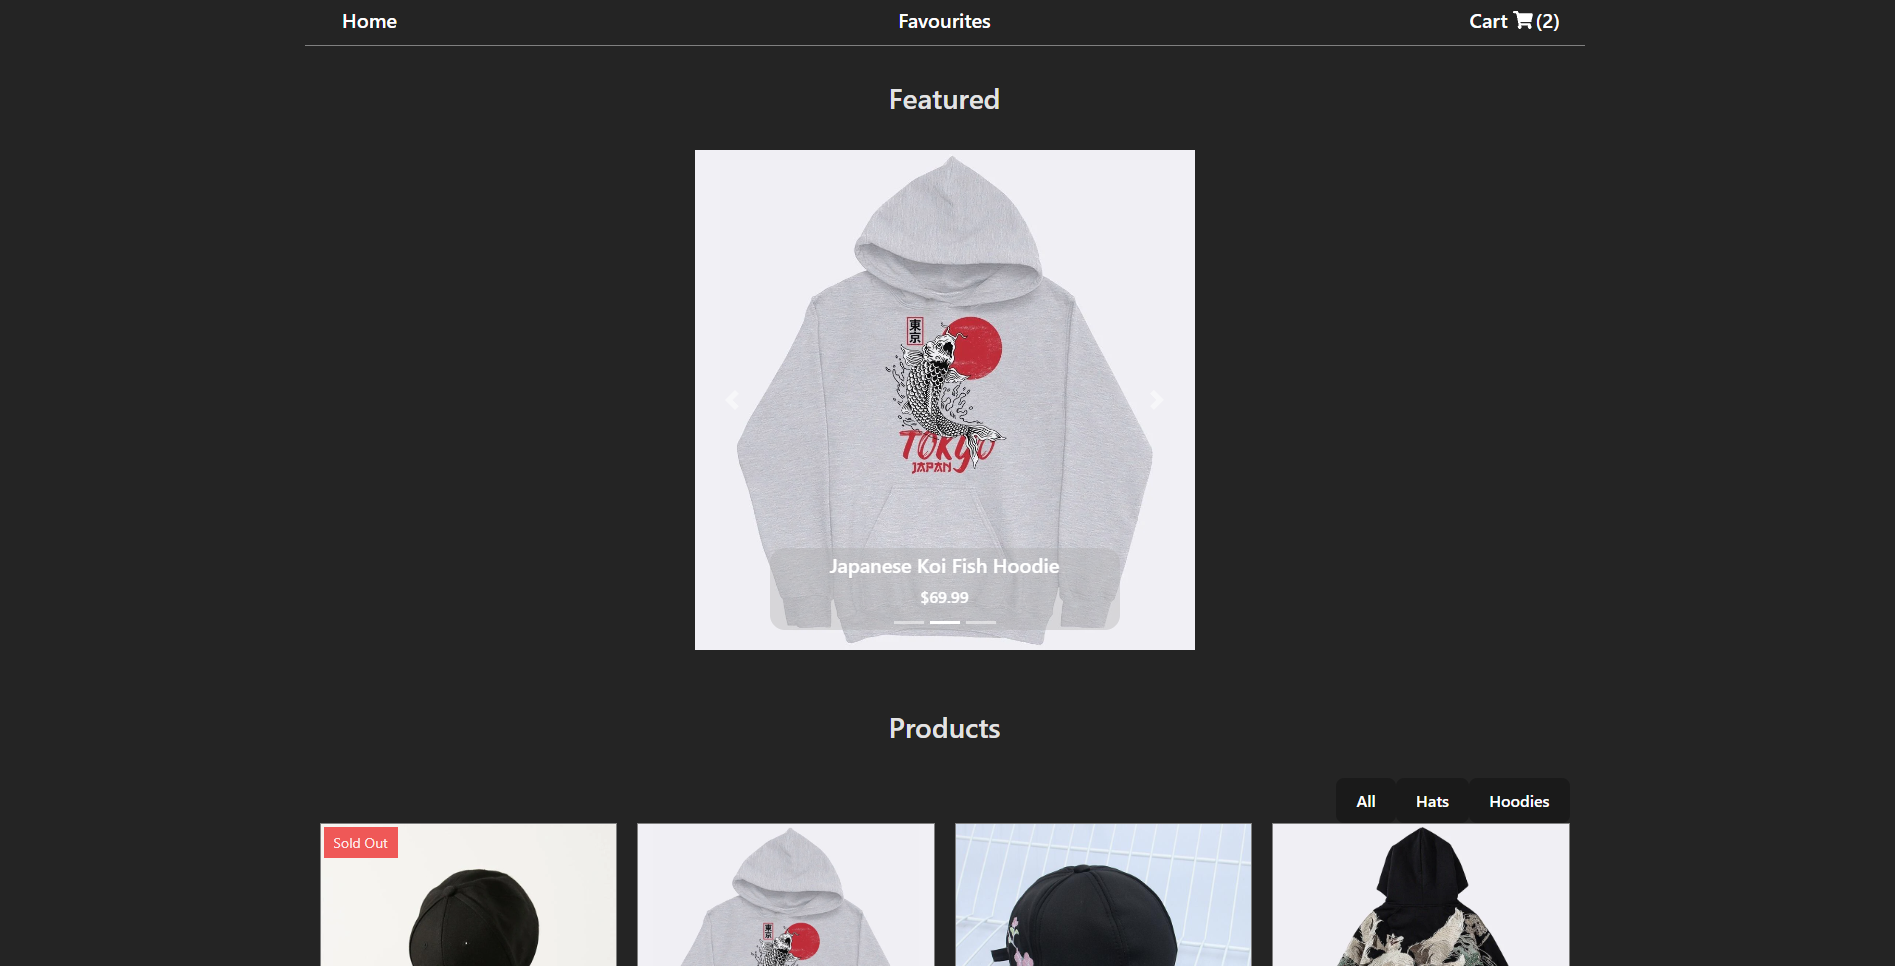 Home Favourites Cart (2)
Featured
東京
TOKYO
JAPAN
Japanese Koi Fish Hoodie
$69.99
Products
All Hats Hoodies
Sold Out
東京